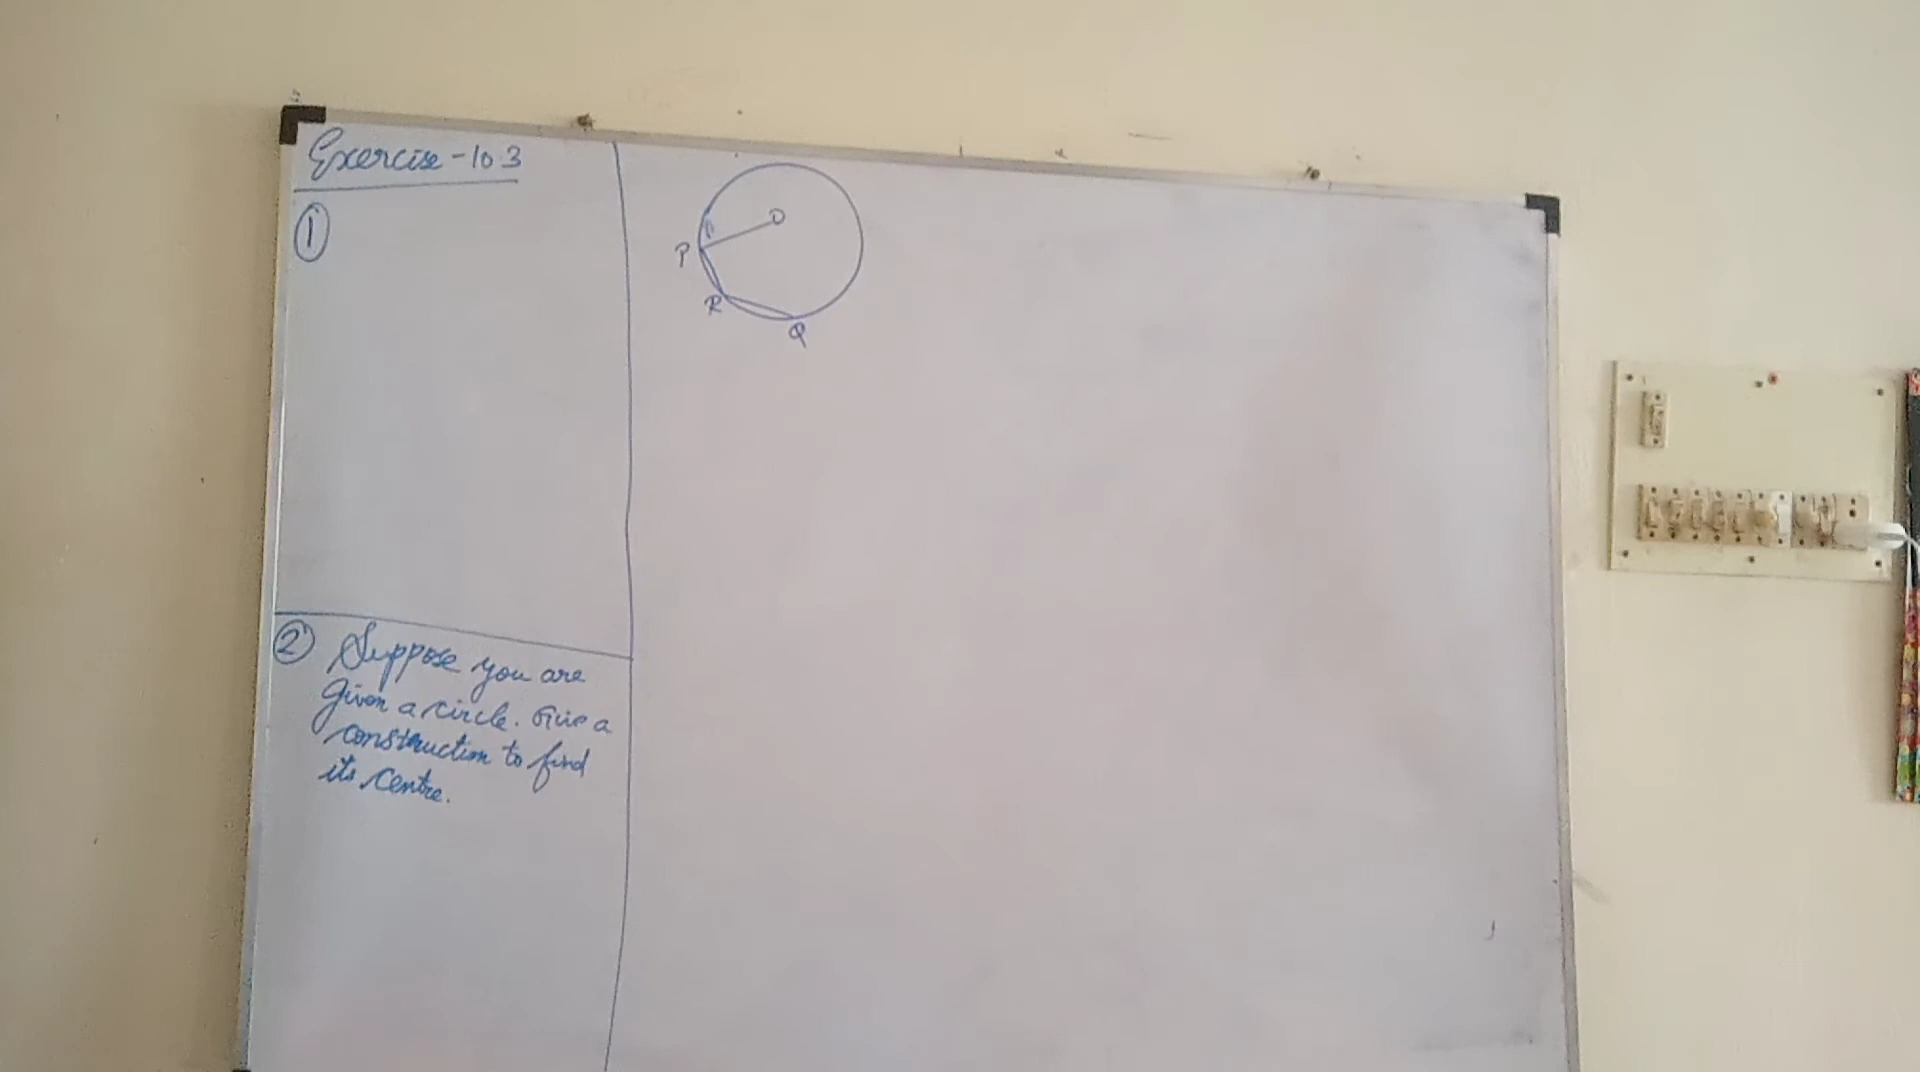 Exercise - 10.3
①
O
P
R
Q
② Suppose you are
given a circle. Give a
construction to find
its centre.